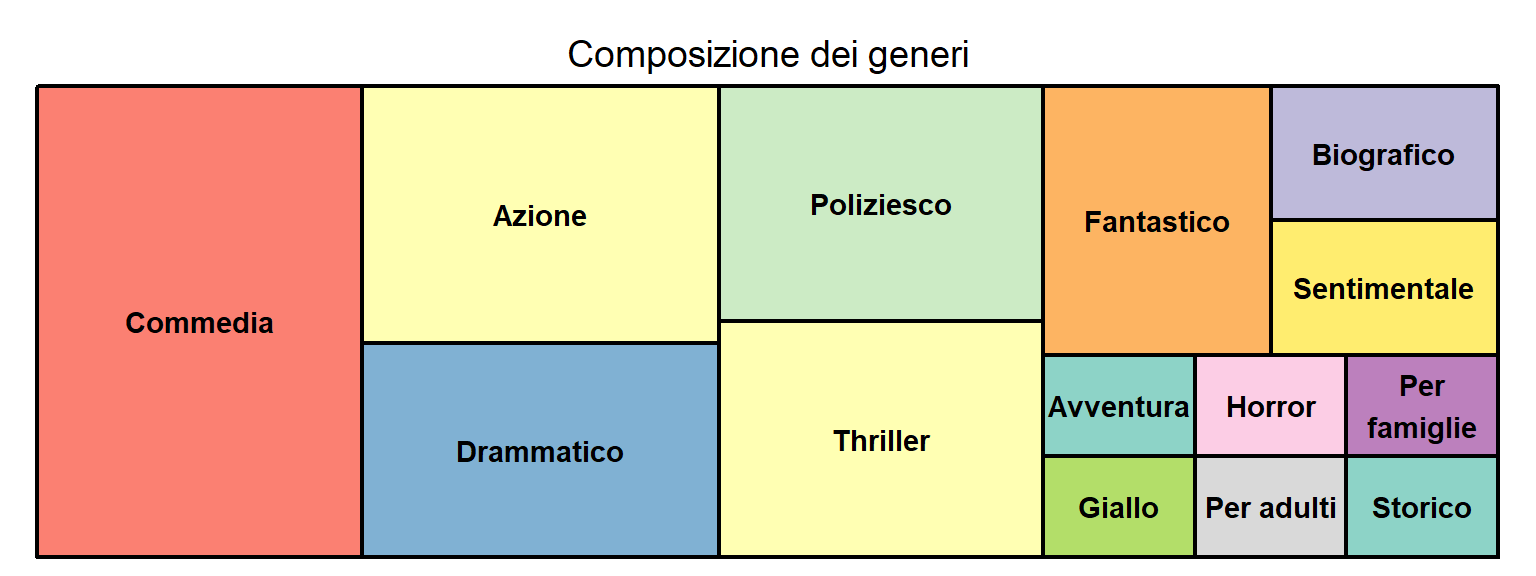 Composizione dei generi
Commedia
Azione
Drammatico
Poliziesco
Thriller
Fantastico
Biografico
Sentimentale
Avventura
Horror
Per
famiglie
Giallo
Per adulti
Storico